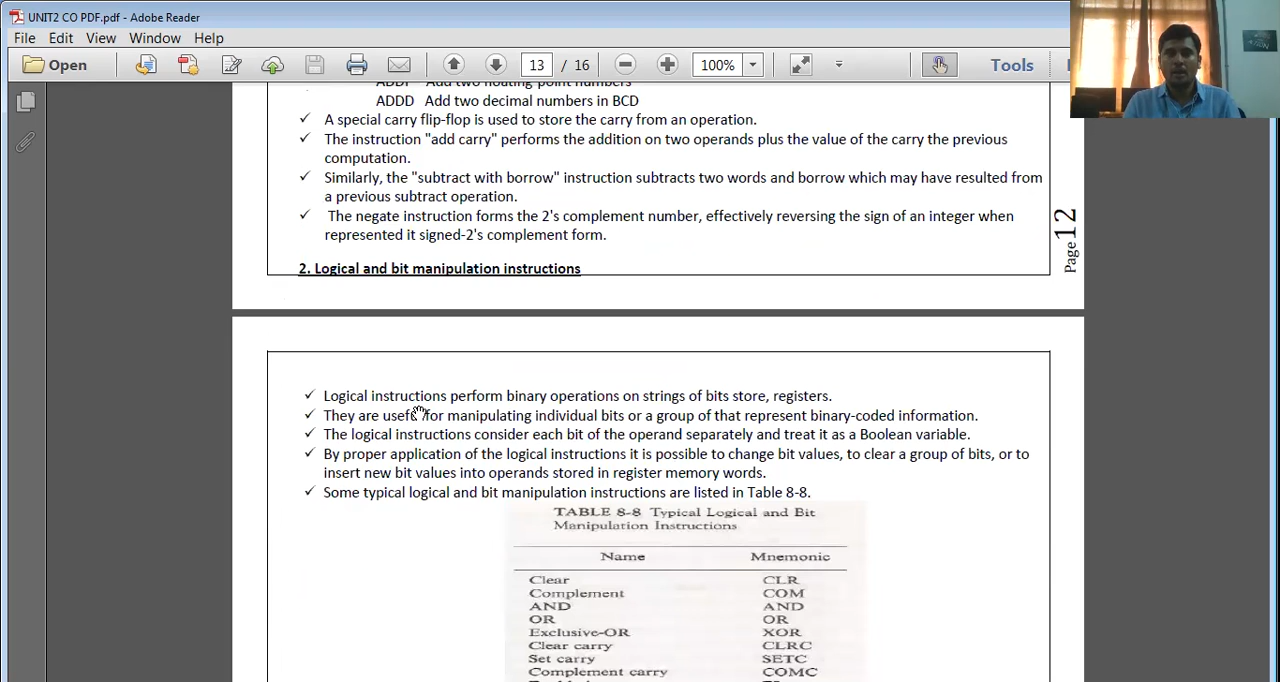 UNIT2 CO PDF.pdf - Adobe Reader
File Edit View Window Help
Open 13 / 16 100% Tools
ADDF Add two floating-point numbers
ADDD Add two decimal numbers in BCD
✓ A special carry flip-flop is used to store the carry from an operation.
✓ The instruction "add carry" performs the addition on two operands plus the value of the carry the previous
computation.
✓ Similarly, the "subtract with borrow" instruction subtracts two words and borrow which may have resulted from
a previous subtract operation.
✓ The negate instruction forms the 2's complement number, effectively reversing the sign of an integer when
represented it signed-2's complement form.
Page 12
2. Logical and bit manipulation instructions
✓ Logical instructions perform binary operations on strings of bits store, registers.
✓ They are useful for manipulating individual bits or a group of that represent binary-coded information.
✓ The logical instructions consider each bit of the operand separately and treat it as a Boolean variable.
✓ By proper application of the logical instructions it is possible to change bit values, to clear a group of bits, or to
insert new bit values into operands stored in register memory words.
✓ Some typical logical and bit manipulation instructions are listed in Table 8-8.
TABLE 8-8 Typical Logical and Bit
Manipulation Instructions
Name Mnemonic
Clear CLR
Complement COM
AND AND
OR OR
Exclusive-OR XOR
Clear carry CLRC
Set carry SETC
Complement carry COMC